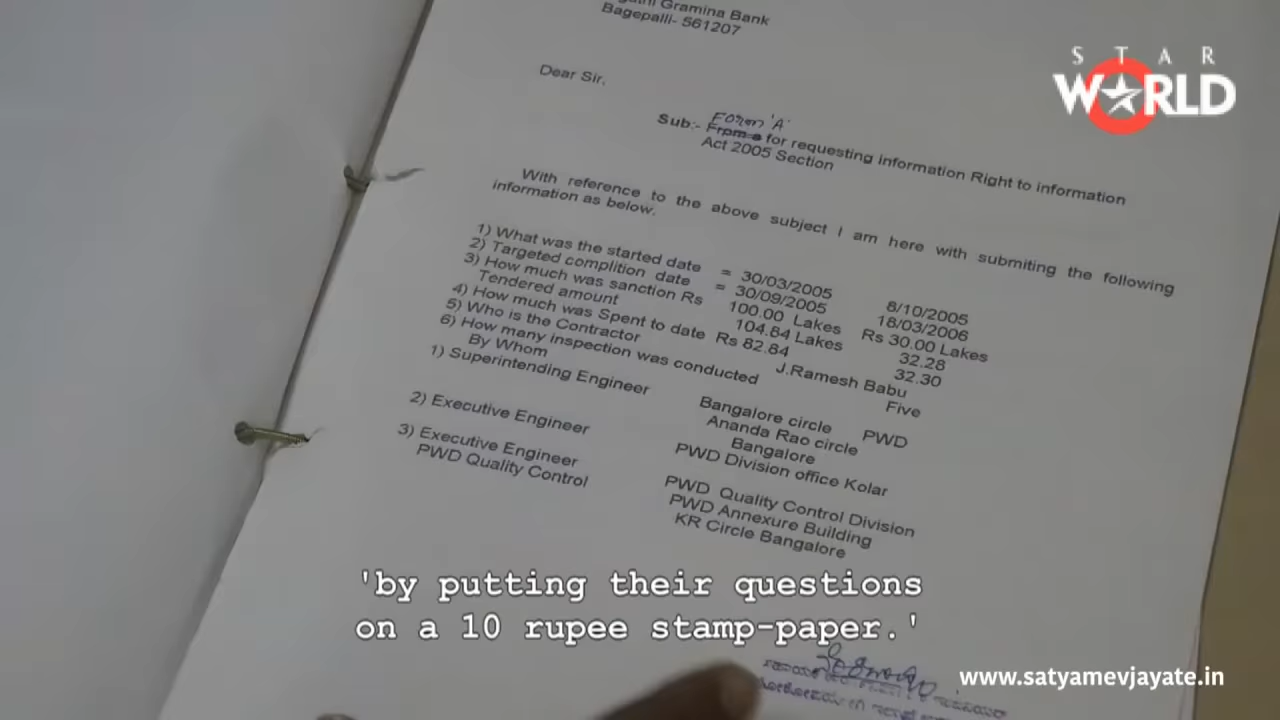 Gramina Bank
Bagepalli- 561207
STAR
WORLD
Dear Sir,
Form 'A'
Sub:- From a for requesting information Right to information
Act 2005 Section
With reference to the above subject I am here with submiting the following
information as below.
1) What was the started date = 30/03/2005 8/10/2005
2) Targeted complition date = 30/09/2005 18/03/2006
3) How much was sanction Rs 100.00 Lakes Rs 30.00 Lakes
Tendered amount 104.84 Lakes 32.28
4) How much was Spent to date Rs 82.84 32.30
5) Who is the Contractor J.Ramesh Babu
6) How many inspection was conducted Five
By Whom
1) Superintending Engineer Bangalore circle PWD
Ananda Rao circle
Bangalore
2) Executive Engineer PWD Division office Kolar
3) Executive Engineer PWD Quality Control Division
PWD Quality Control PWD Annexure Building
KR Circle Bangalore
'by putting their questions
on a 10 rupee stamp-paper.'
www.satyamevjayate.in